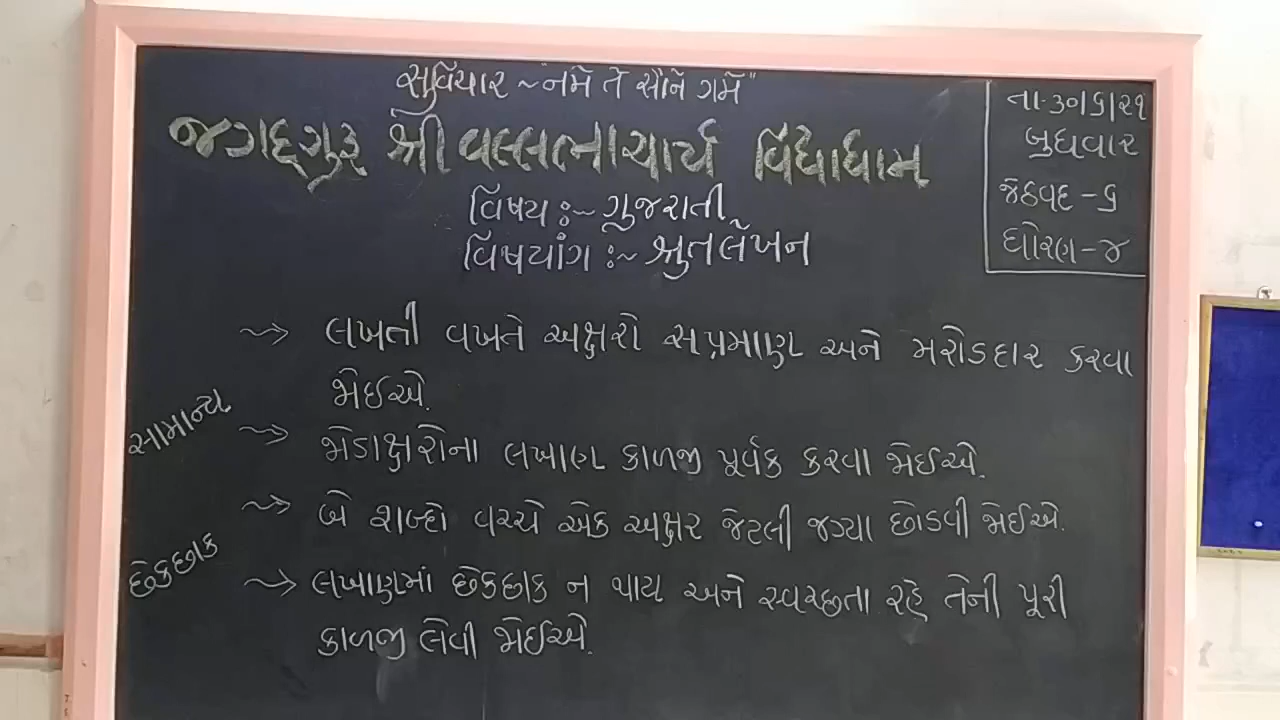 સુવિચાર ~ "નમે તે સૌને ગમે"
જગદ્ગુરૂ શ્રી વલ્લભાચાર્ય વિદ્યાધામ
વિષય :~ ગુજરાતી
વિષયાંગ :~ શ્રુતલેખન
તા-૩૦/૬/૨૧
બુધવાર
જેઠવદ - ૬
ધોરણ - ૪
~> લખતી વખતે અક્ષરો સપ્રમાણ અને મરોડદાર કરવા
જોઈએ.
સામાન્ય
~> જોડાક્ષરોના લખાણ કાળજી પૂર્વક કરવા જોઈએ.
~> બે શબ્દો વચ્ચે એક અક્ષર જેટલી જગ્યા છોડવી જોઈએ.
છેકછાક
~> લખાણમાં છેકછાક ન થાય અને સ્વચ્છતા રહે તેની પૂરી
કાળજી લેવી જોઈએ.